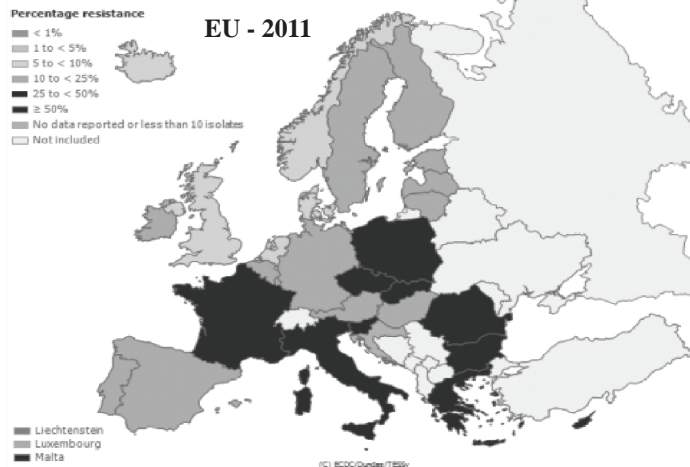 Percentage resistance
EU - 2011
< 1%
1 to < 5%
5 to < 10%
10 to < 25%
25 to < 50%
≥ 50%
No data reported or less than 10 isolates
Not included
Liechtenstein
Luxembourg
Malta
(C) ECDC/Dundas/TESSy